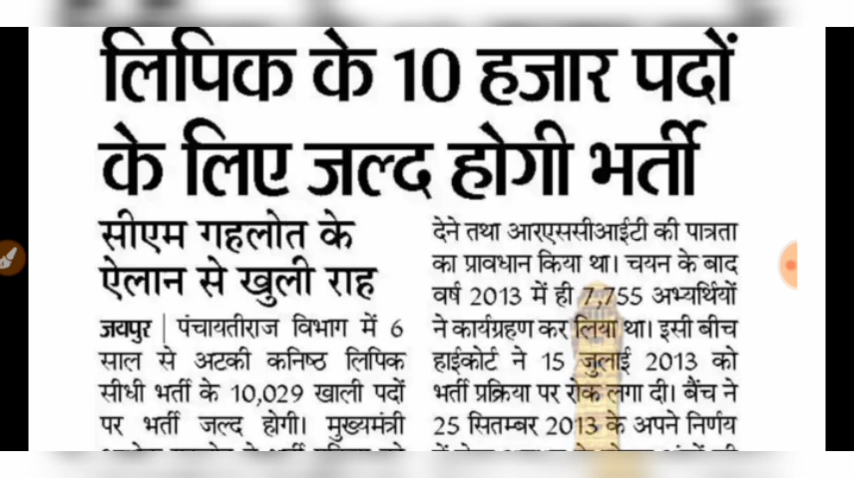 लिपिक के 10 हजार पदों
के लिए जल्द होगी भर्ती
सीएम गहलोत के
ऐलान से खुली राह
जयपुर | पंचायतीराज विभाग में 6
साल से अटकी कनिष्ठ लिपिक
सीधी भर्ती के 10,029 खाली पदों
पर भर्ती जल्द होगी। मुख्यमंत्री
देने तथा आरएससीआईटी की पात्रता
का प्रावधान किया था। चयन के बाद
वर्ष 2013 में ही 7,755 अभ्यर्थियों
ने कार्यग्रहण कर लिया था। इसी बीच
हाईकोर्ट ने 15 जुलाई 2013 को
भर्ती प्रक्रिया पर रोक लगा दी। बैंच ने
25 सितम्बर 2013 के अपने निर्णय